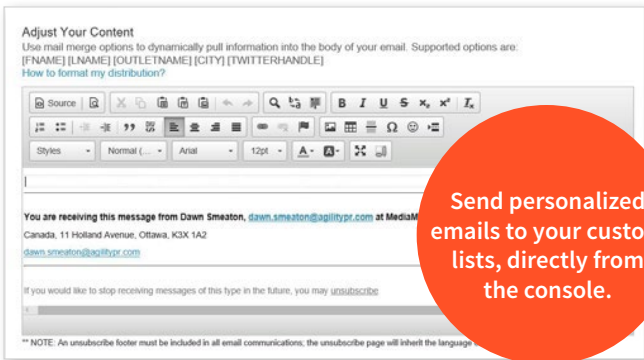 Adjust Your Content
Use mail merge options to dynamically pull information into the body of your email. Supported options are:
[FNAME] [LNAME] [OUTLETNAME] [CITY] [TWITTERHANDLE]
How to format my distribution?
Source B I U S x₂ x² Iₓ
Ω
Styles Normal (... Arial 12pt A A
You are receiving this message from Dawn Smeaton, dawn.smeaton@agilitypr.com at MediaM
Canada, 11 Holland Avenue, Ottawa, K3X 1A2
dawn.smeaton@agilitypr.com
If you would like to stop receiving messages of this type in the future, you may unsubscribe
** NOTE: An unsubscribe footer must be included in all email communications; the unsubscribe page will inherit the language
Send personalized
emails to your custo
lists, directly from
the console.